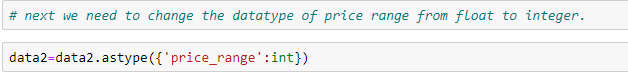 # next we need to change the datatype of price range from float to integer.
data2=data2.astype({'price_range':int})